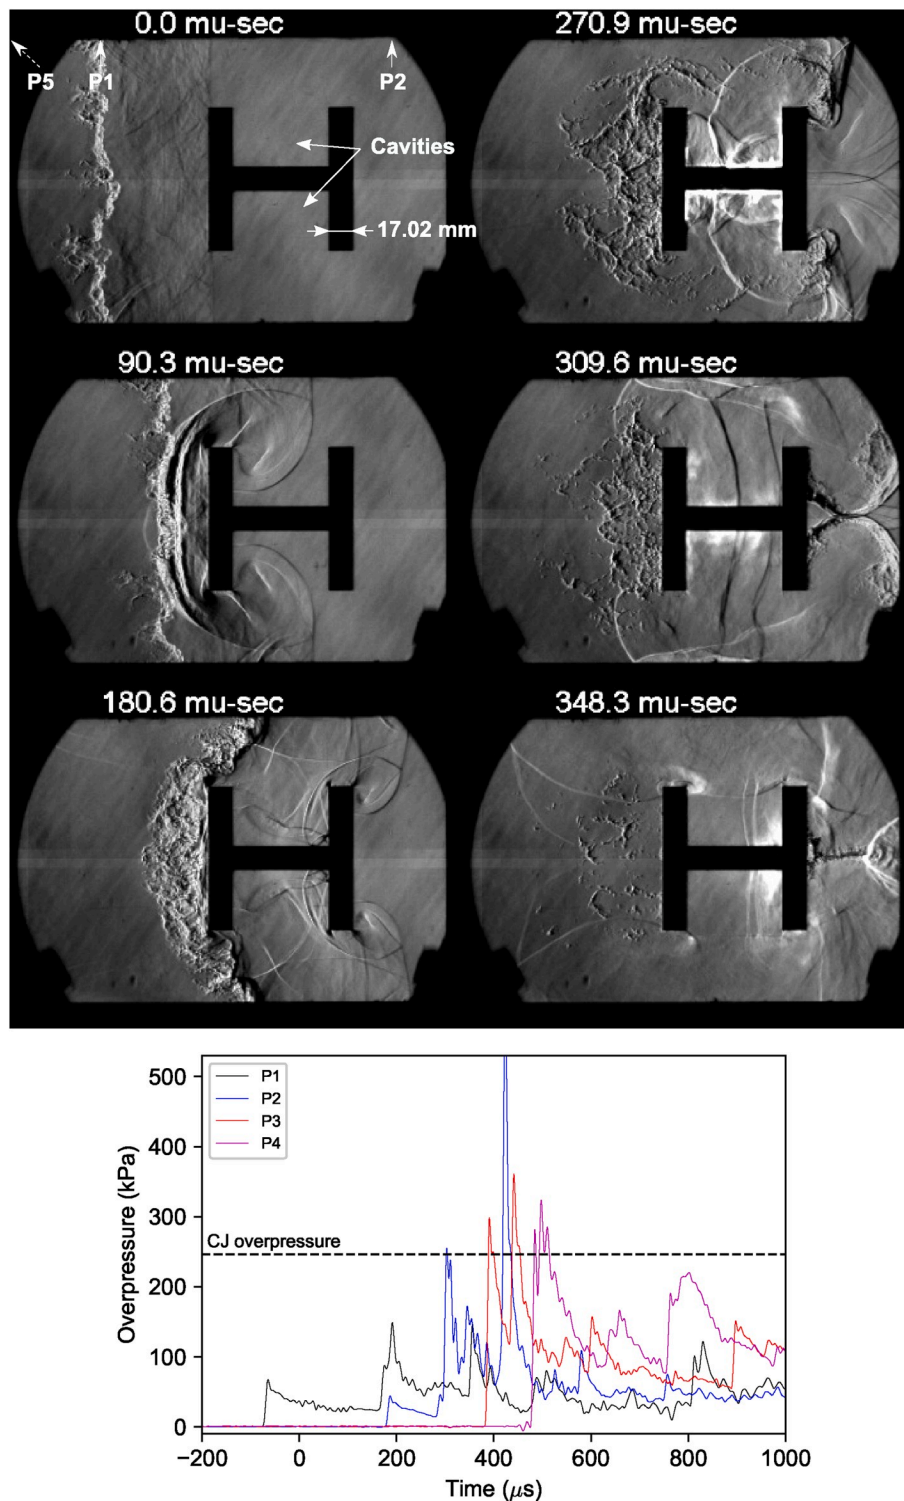 0.0 mu-sec
270.9 mu-sec
P5
P1
P2
Cavities
17.02 mm
90.3 mu-sec
309.6 mu-sec
180.6 mu-sec
348.3 mu-sec
P1
P2
P3
P4
CJ overpressure
Overpressure (kPa)
500
400
300
200
100
0
−200
0
200
400
600
800
1000
Time (μs)